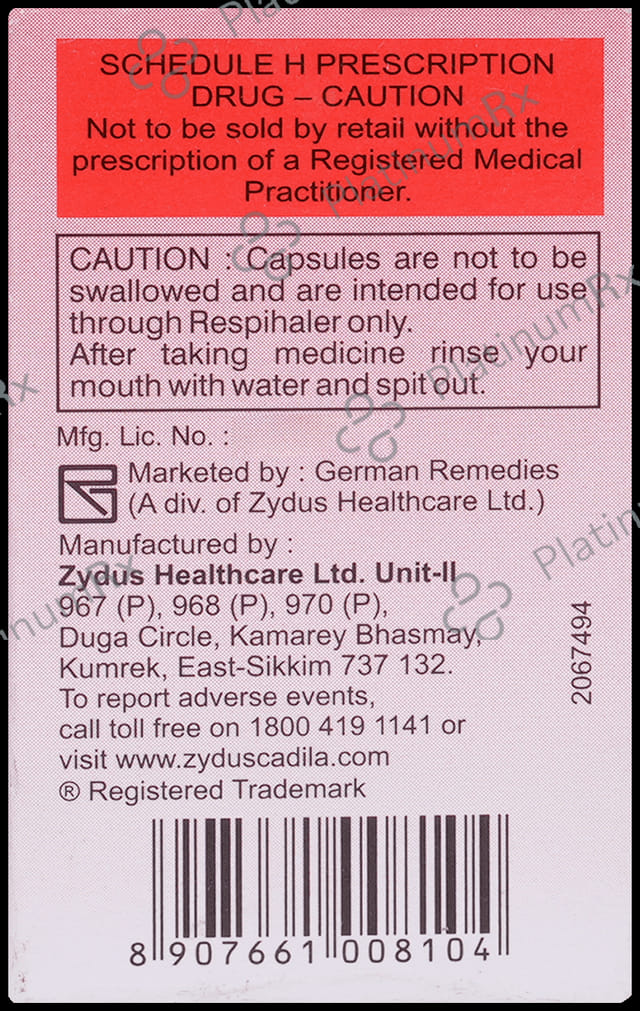 SCHEDULE H PRESCRIPTION
DRUG – CAUTION
Not to be sold by retail without the
prescription of a Registered Medical
Practitioner.
CAUTION : Capsules are not to be
swallowed and are intended for use
through Respihaler only.
After taking medicine rinse your
mouth with water and spit out.
Mfg. Lic. No. :
Marketed by : German Remedies
(A div. of Zydus Healthcare Ltd.)
Manufactured by :
Zydus Healthcare Ltd. Unit-II
967 (P), 968 (P), 970 (P),
Duga Circle, Kamarey Bhasmay,
Kumrek, East-Sikkim 737 132.
To report adverse events,
call toll free on 1800 419 1141 or
visit www.zyduscadila.com
® Registered Trademark
2067494
8 907661 008104
PlatinumRx
PlatinumRx
PlatinumRx
Platinum